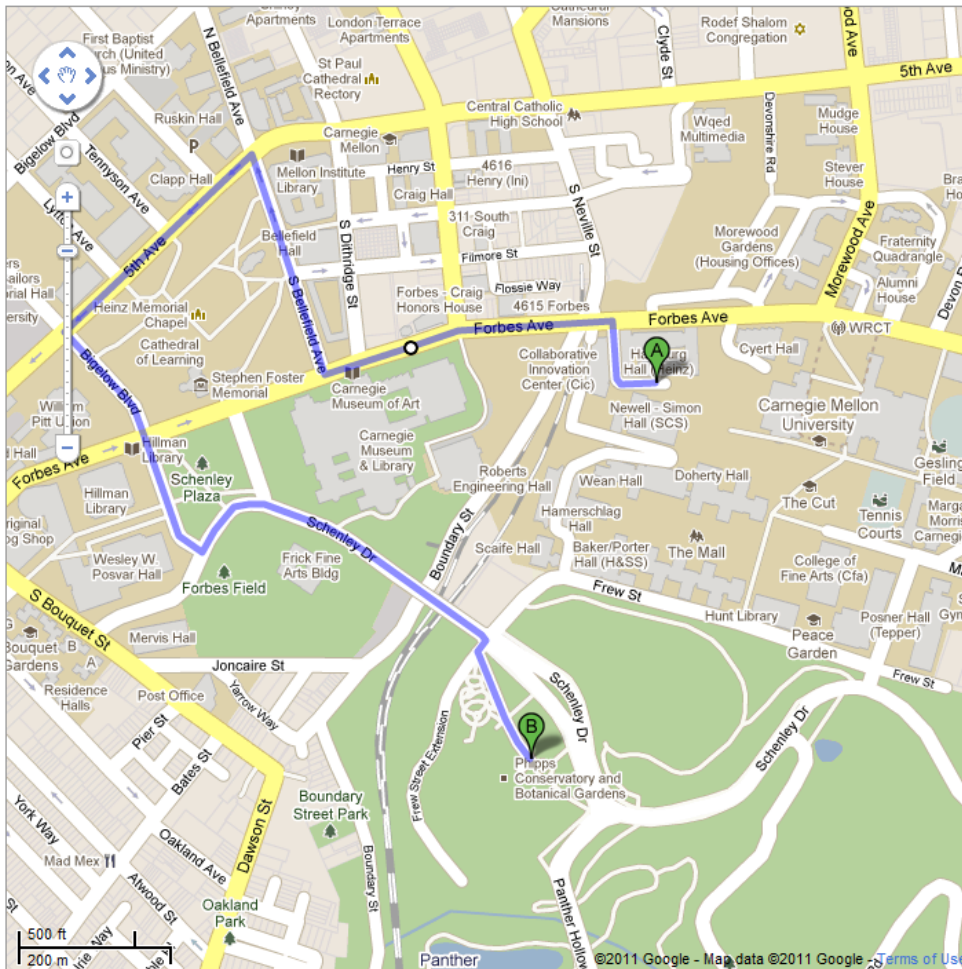 Apartments
London Terrace
Apartments
Cathedral
Mansions
Clyde St
Rodef Shalom
Congregation
First Baptist
Church (United
Campus Ministry)
N Bellefield Ave
St Paul
Cathedral
Rectory
5th Ave
Central Catholic
High School
Wqed
Multimedia
Devonshire Rd
Mudge
House
Bigelow Blvd
Ruskin Hall
P
Carnegie
Mellon
Tennyson Ave
Clapp Hall
Mellon Institute
Library
Henry St
4616
Henry (Ini)
Stever
House
Craig Hall
S Neville St
Lytton Ave
311 South
Craig
Morewood
Gardens
(Housing Offices)
Morewood Ave
Fraternity
Quadrangle
5th Ave
Bellefield
Hall
S Dithridge St
Filmore St
Alumni
House
S Bellefield Ave
Flossie Way
Heinz Memorial
Chapel
Forbes - Craig
Honors House
4615 Forbes
Forbes Ave
Forbes Ave
WRCT
Cathedral
of Learning
Bigelow Blvd
Collaborative
Innovation
Center (Cic)
A
Hall (Heinz)
Cyert Hall
Stephen Foster
Memorial
Carnegie
Museum of Art
Newell - Simon
Hall (SCS)
Carnegie Mellon
University
Pitt Union
Hillman
Library
Forbes Ave
Carnegie
Museum
& Library
Schenley
Plaza
Roberts
Engineering Hall
Wean Hall
Doherty Hall
Gesling
Field
Hillman
Library
The Cut
Hamerschlag
Hall
Tennis
Courts
Schenley Dr
Boundary St
Scaife Hall
Baker/Porter
Hall (H&SS)
The Mall
Wesley W.
Posvar Hall
Frick Fine
Arts Bldg
College of
Fine Arts (Cfa)
Forbes Field
Frew St
Hunt Library
Posner Hall
(Tepper)
S Bouquet St
Mervis Hall
Peace
Garden
Bouquet
Gardens
B
A
Joncaire St
Frew St
Residence
Halls
Post Office
Yarrow Way
Schenley Dr
Pier St
B
Schenley Dr
Frew Street Extension
Phipps
Conservatory and
Botanical Gardens
Bates St
Boundary
Street Park
York Way
Dawson St
Mad Mex
Oakland Ave
Boundary St
Atwood St
Oakland
Park
Panther Hollow
500 ft
200 m
Panther
©2011 Google - Map data ©2011 Google - Terms of Use